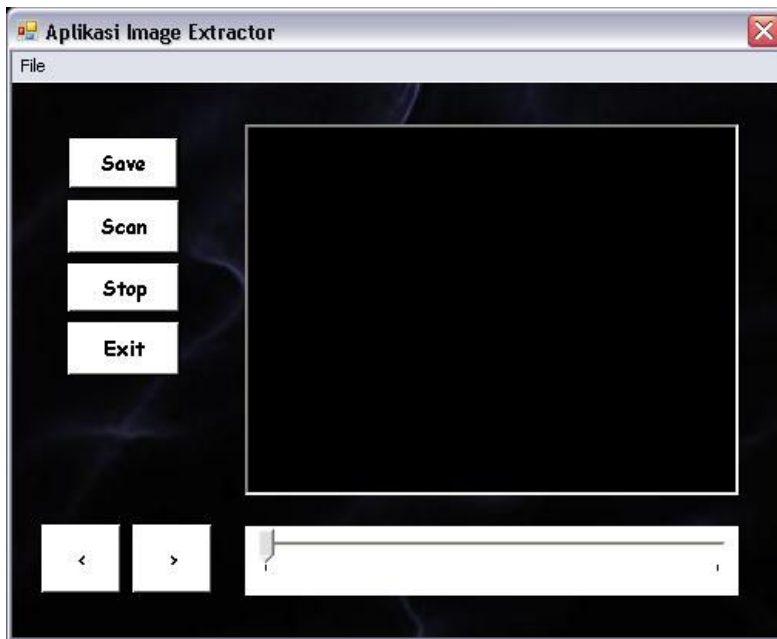 Aplikasi Image Extractor
File
Save
Scan
Stop
Exit
< >